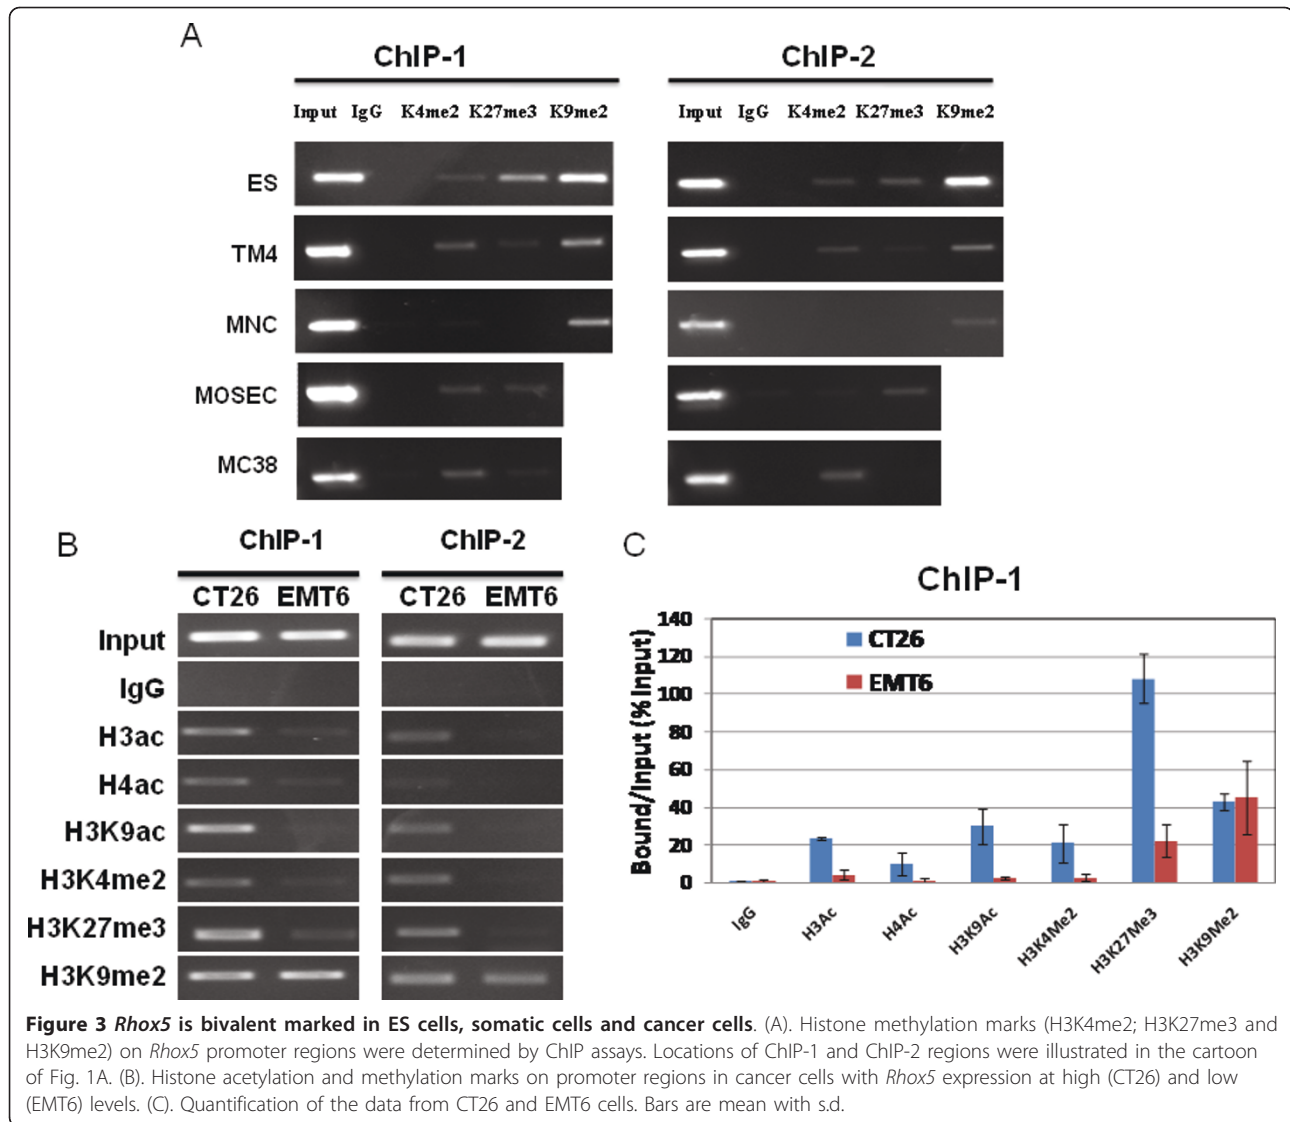 A
ChIP-1
ChIP-2
Input IgG K4me2 K27me3 K9me2
Input IgG K4me2 K27me3 K9me2
ES
TM4
MNC
MOSEC
MC38
B
ChIP-1
ChIP-2
CT26 EMT6
CT26 EMT6
Input
IgG
H3ac
H4ac
H3K9ac
H3K4me2
H3K27me3
H3K9me2
C
ChIP-1
Bound/Input (%Input)
140
120
100
80
60
40
20
0
CT26
EMT6
IgG
H3Ac
H4Ac
H3K9Ac
H3K4Me2
H3K27Me3
H3K9Me2
Figure 3 Rhox5 is bivalent marked in ES cells, somatic cells and cancer cells. (A). Histone methylation marks (H3K4me2; H3K27me3 and
H3K9me2) on Rhox5 promoter regions were determined by ChIP assays. Locations of ChIP-1 and ChIP-2 regions were illustrated in the cartoon
of Fig. 1A. (B). Histone acetylation and methylation marks on promoter regions in cancer cells with Rhox5 expression at high (CT26) and low
(EMT6) levels. (C). Quantification of the data from CT26 and EMT6 cells. Bars are mean with s.d.